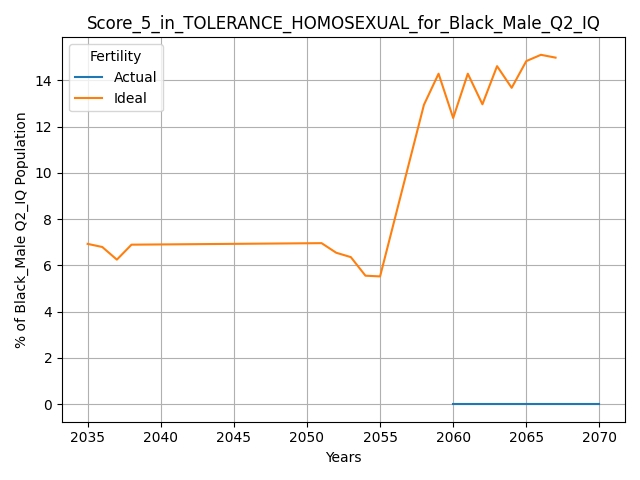 Score_5_in_TOLERANCE_HOMOSEXUAL_for_Black_Male_Q2_IQ
Fertility
Actual
Ideal
% of Black_Male Q2_IQ Population
14
12
10
8
6
4
2
0
2035 2040 2045 2050 2055 2060 2065 2070
Years